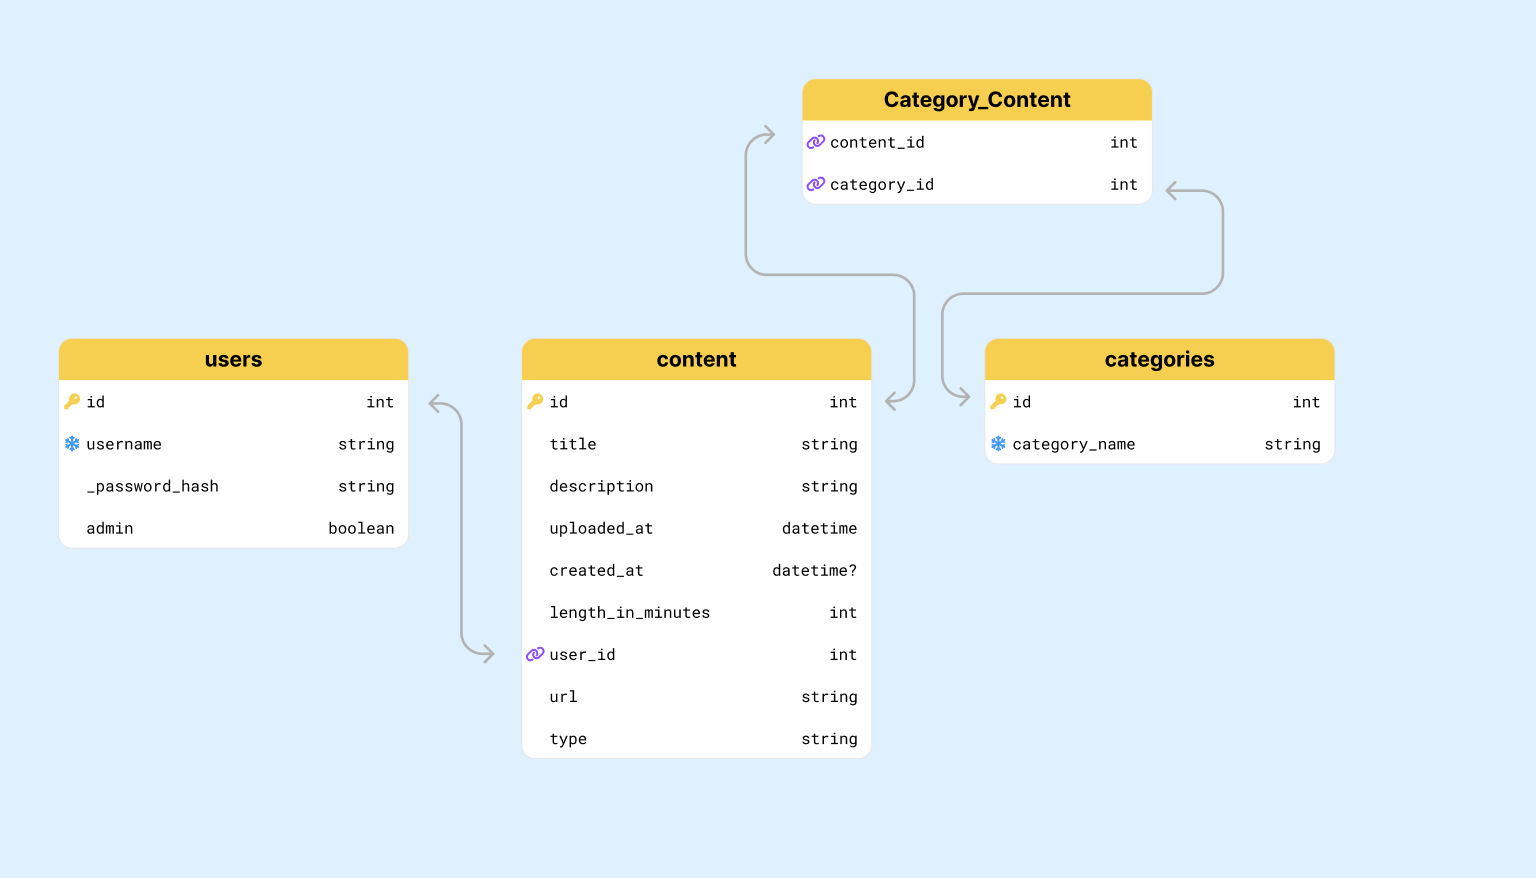 Category_Content
content_id int
category_id int
users
id int
username string
_password_hash string
admin boolean
content
id int
title string
description string
uploaded_at datetime
created_at datetime?
length_in_minutes int
user_id int
url string
type string
categories
id int
category_name string